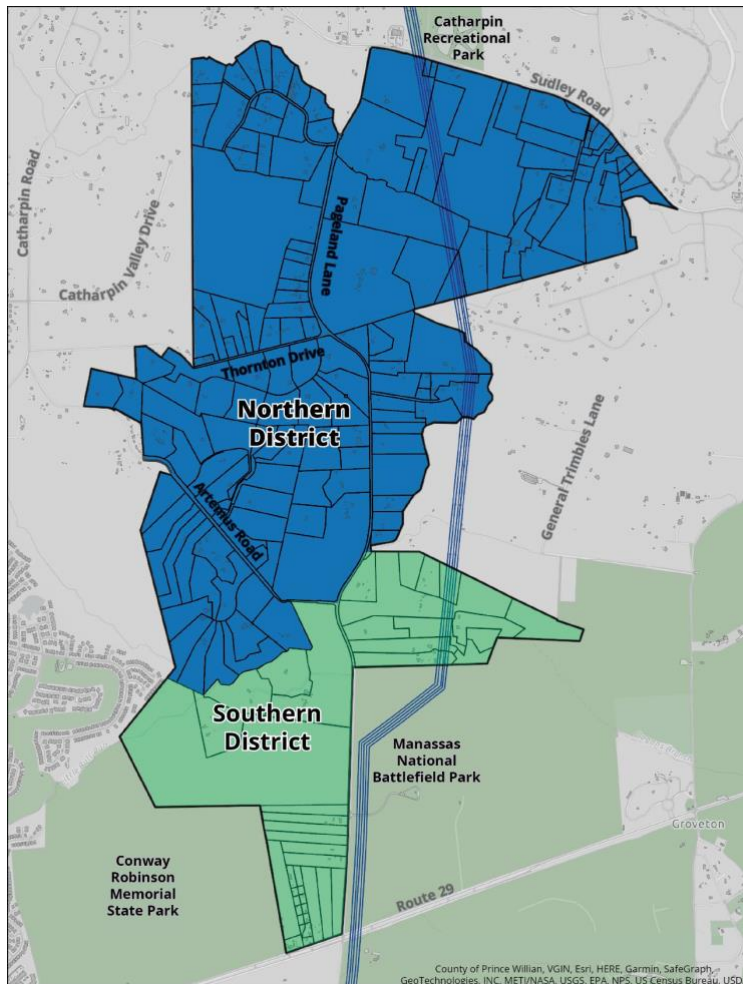 Catharpin
Recreational
Park
Sudley Road
Catharpin Road
Pageland Lane
Catharpin Valley Drive
Thornton Drive
Northern
District
General Trimbles Lane
Artemus Road
Southern
District
Manassas
National
Battlefield Park
Groveton
Conway
Robinson
Memorial
State Park
Route 29
County of Prince Willian, VGIN, Esri, HERE, Garmin, SafeGraph,
GeoTechnologies, INC, METI/NASA, USGS, EPA, NPS, US Census Bureau, USD